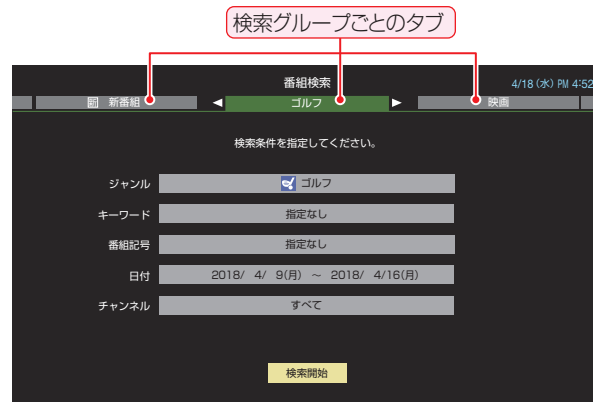 検索グループごとのタブ
番組検索
4/18 (水) PM 4:52
新 新番組
◀ ゴルフ ▶
映画
検索条件を指定してください。
ジャンル ゴルフ
キーワード 指定なし
番組記号 指定なし
日付 2018/ 4/ 9(月) ～ 2018/ 4/16(月)
チャンネル すべて
検索開始